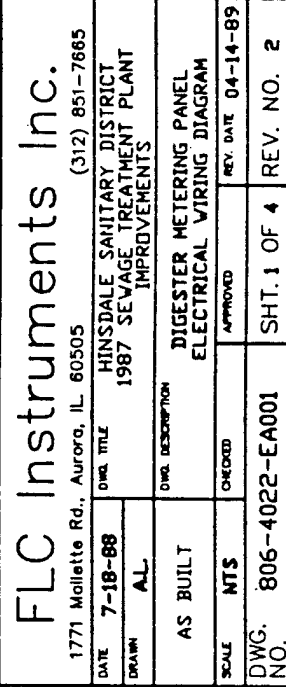 FLC Instruments Inc.
1771 Mallette Rd., Aurora, IL 60505 (312) 851-7665
DATE 7-18-88
DRAWN A.L.
DWG. TITLE HINSDALE SANITARY DISTRICT
1987 SEWAGE TREATMENT PLANT
IMPROVEMENTS
AS BUILT
DWG. DESCRIPTION
DIGESTER METERING PANEL
ELECTRICAL WIRING DIAGRAM
SCALE NTS CHECKED APPROVED REV. DATE 04-14-89
DWG. NO. 806-4022-EA001 SHT. 1 OF 4 REV. NO. 2